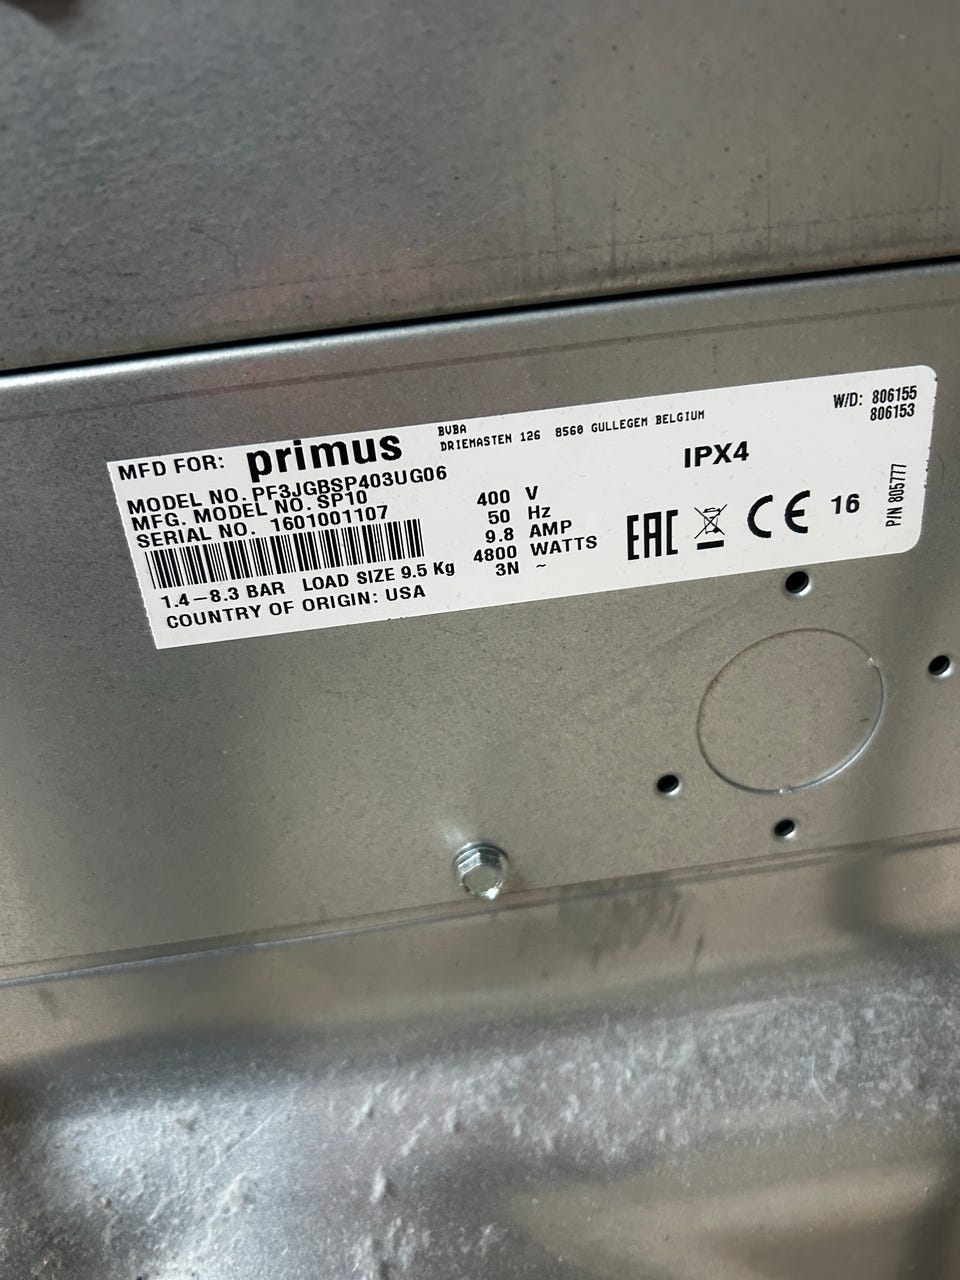 MFD FOR: primus BVBA
DRIEMASTEN 126 8560 GULLEGEM BELGIUM
MODEL NO. PF3JGBSP403UG06
MFG. MODEL NO. SP10
SERIAL NO. 1601001107
1.4-8.3 BAR LOAD SIZE 9.5 Kg
COUNTRY OF ORIGIN: USA
400 V
50 Hz
9.8 AMP
4800 WATTS
3N ~
IPX4
EAC CE 16
W/D: 806155
806153
P/N 805777